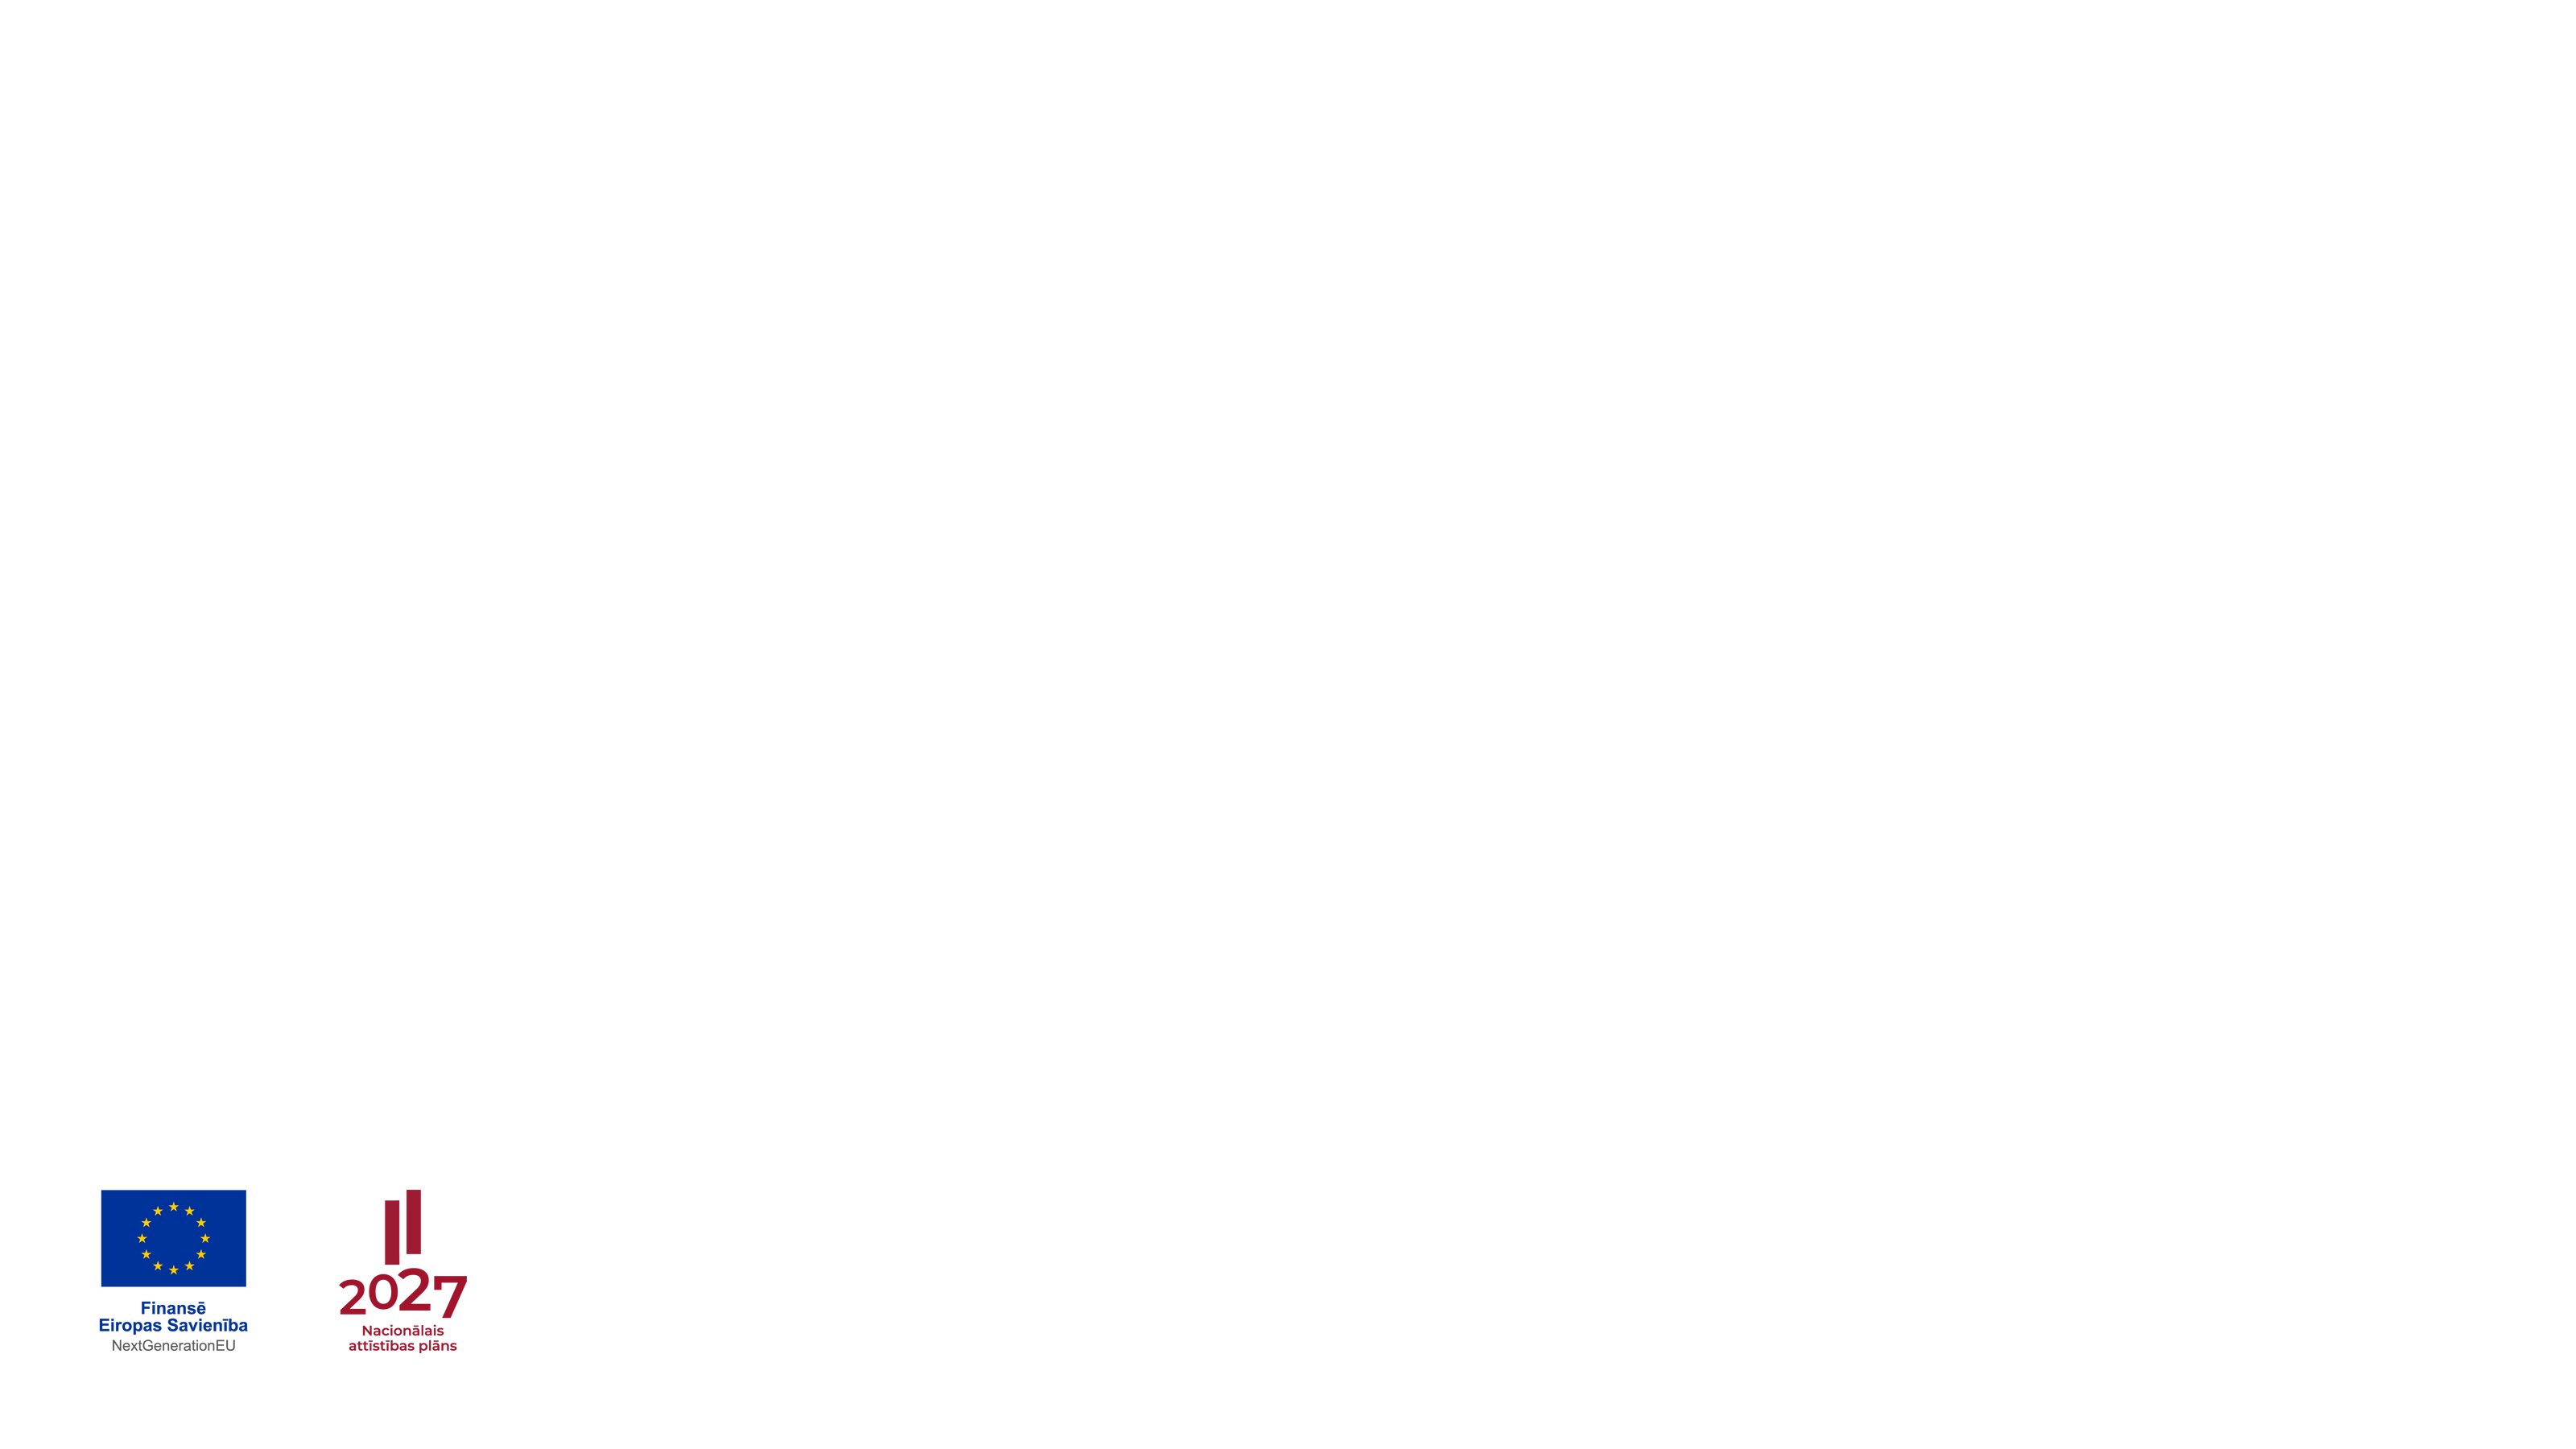 Finansē
Eiropas Savienība
NextGenerationEU
2027
Nacionālais
attīstības plāns